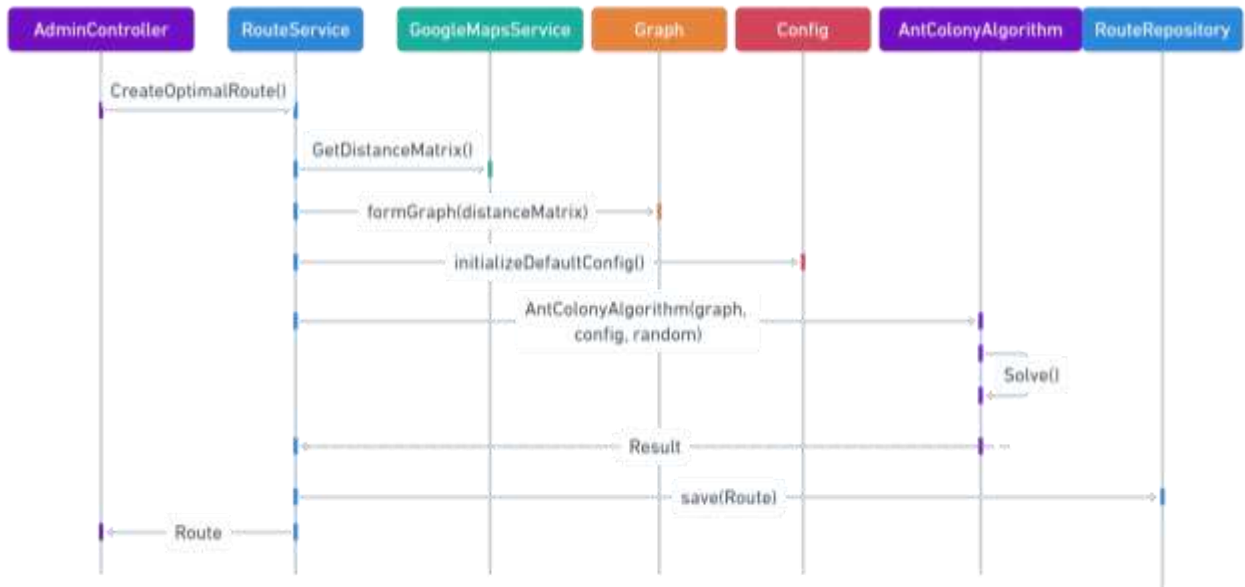 AdminController
RouteService
GoogleMapsService
Graph
Config
AntColonyAlgorithm
RouteRepository
CreateOptimalRoute()
GetDistanceMatrix()
formGraph(distanceMatrix)
initializeDefaultConfig()
AntColonyAlgorithm(graph,
config, random)
Solve()
Result
save(Route)
Route